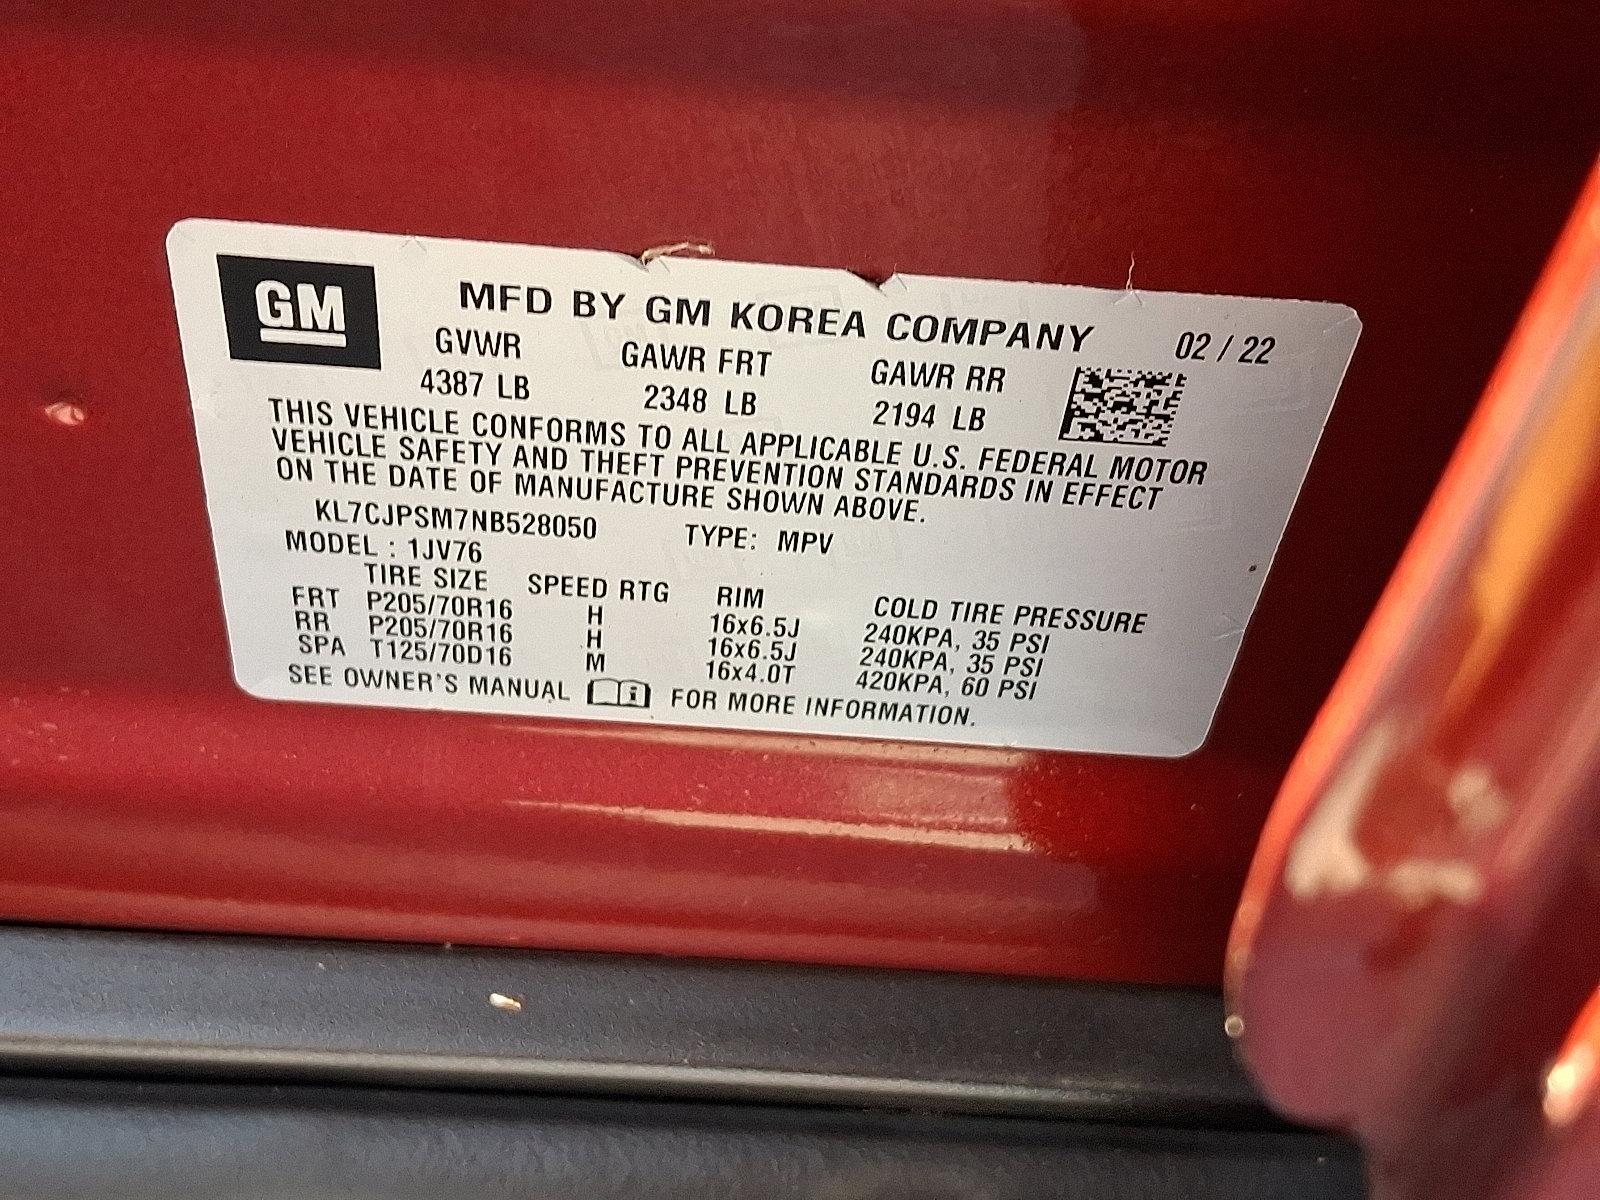 GM
MFD BY GM KOREA COMPANY 02 / 22
GVWR GAWR FRT GAWR RR
4387 LB 2348 LB 2194 LB
THIS VEHICLE CONFORMS TO ALL APPLICABLE U.S. FEDERAL MOTOR
VEHICLE SAFETY AND THEFT PREVENTION STANDARDS IN EFFECT
ON THE DATE OF MANUFACTURE SHOWN ABOVE.
KL7CJPSM7NB528050 TYPE: MPV
MODEL : 1JV76
TIRE SIZE SPEED RTG RIM COLD TIRE PRESSURE
FRT P205/70R16 H 16x6.5J 240KPA, 35 PSI
RR P205/70R16 H 16x6.5J 240KPA, 35 PSI
SPA T125/70D16 M 16x4.0T 420KPA, 60 PSI
SEE OWNER'S MANUAL FOR MORE INFORMATION.